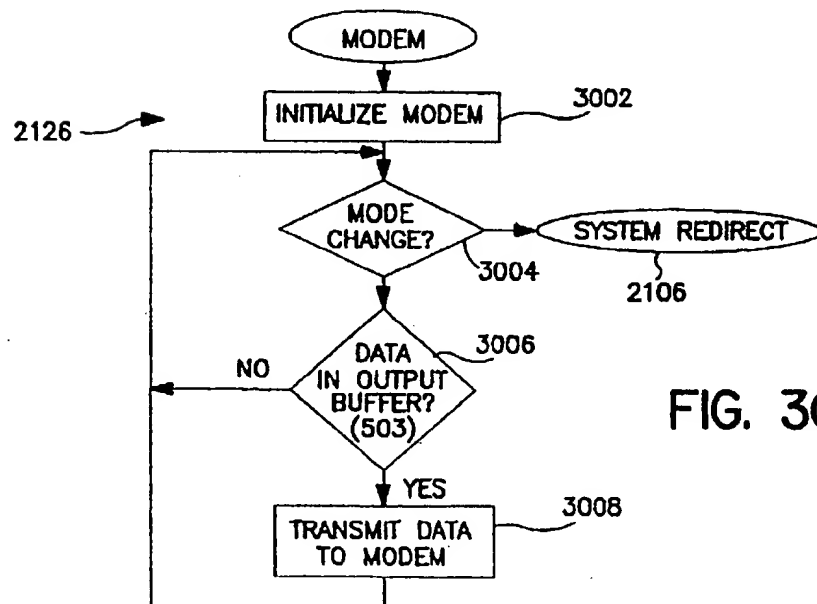 MODEM
INITIALIZE MODEM
3002
2126
MODE
CHANGE?
3004
SYSTEM REDIRECT
2106
DATA
IN OUTPUT
BUFFER?
(503)
3006
NO
YES
TRANSMIT DATA
TO MODEM
3008
FIG.